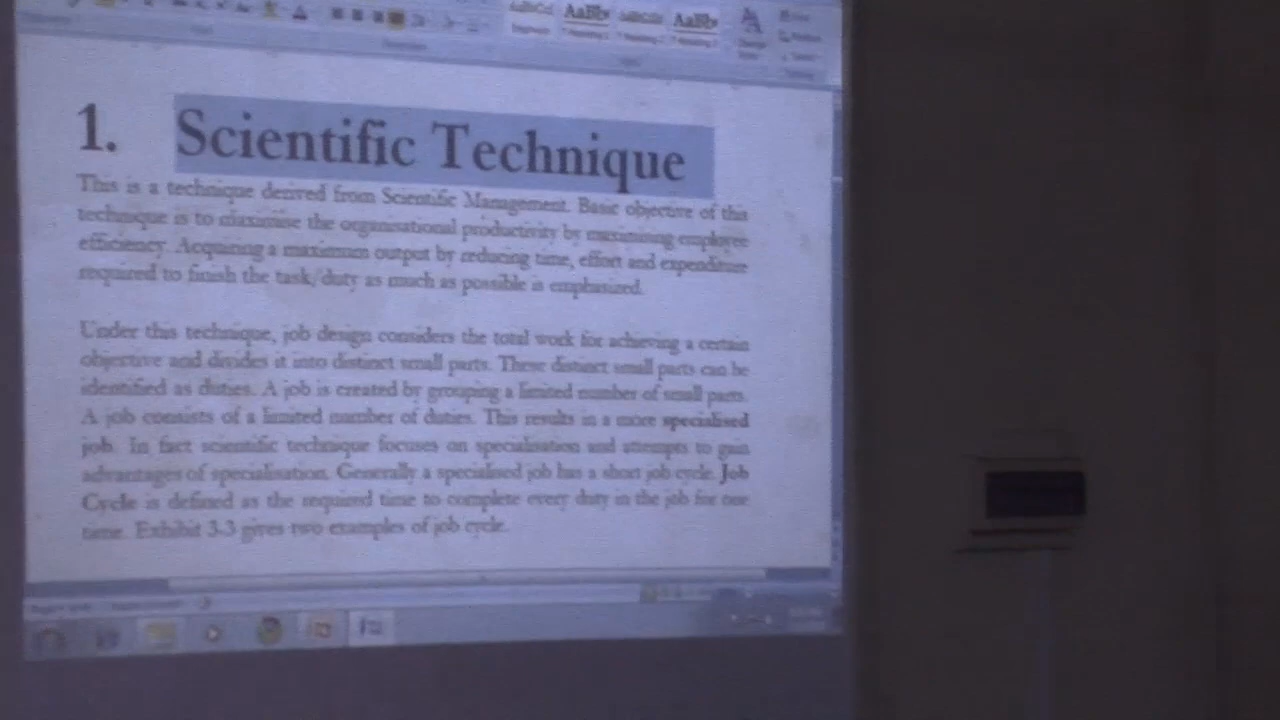 AaBbCcI AaBb AaBbCc AaBb
1. Scientific Technique
This is a technique derived from Scientific Management. Basic objective of this
technique is to maximise the organisational productivity by maximising employee
efficiency. Acquiring a maximum output by reducing time, effort and expenditure
required to finish the task/duty as much as possible is emphasized.
Under this technique, job design considers the total work for achieving a certain
objective and divides it into distinct small parts. These distinct small parts can be
identified as duties. A job is created by grouping a limited number of small parts.
A job consists of a limited number of duties. This results in a more specialised
job. In fact scientific technique focuses on specialisation and attempts to gain
advantages of specialisation. Generally a specialised job has a short job cycle. Job
Cycle is defined as the required time to complete every duty in the job for one
time. Exhibit 3-3 gives two examples of job cycle.